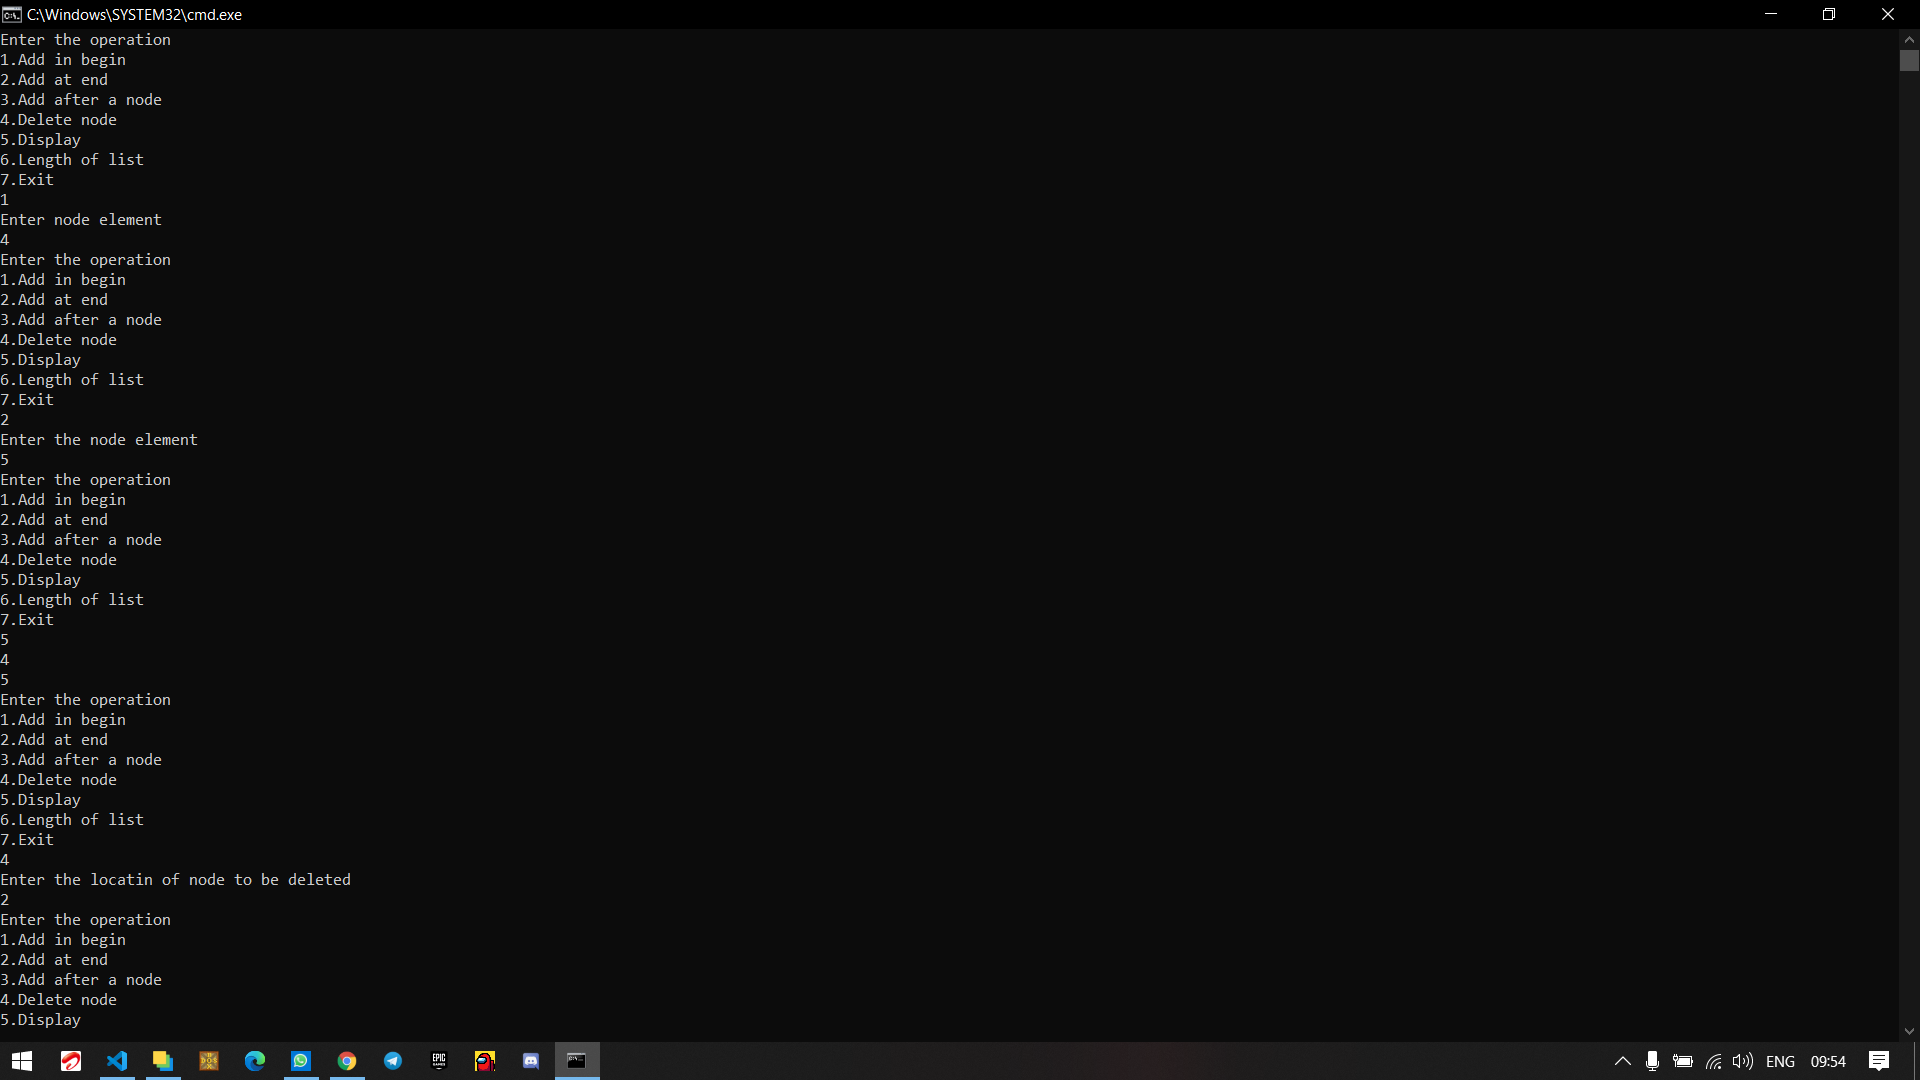 C:\Windows\SYSTEM32\cmd.exe
Enter the operation
1.Add in begin
2.Add at end
3.Add after a node
4.Delete node
5.Display
6.Length of list
7.Exit
1
Enter node element
4
Enter the operation
1.Add in begin
2.Add at end
3.Add after a node
4.Delete node
5.Display
6.Length of list
7.Exit
2
Enter the node element
5
Enter the operation
1.Add in begin
2.Add at end
3.Add after a node
4.Delete node
5.Display
6.Length of list
7.Exit
5
4
5
Enter the operation
1.Add in begin
2.Add at end
3.Add after a node
4.Delete node
5.Display
6.Length of list
7.Exit
4
Enter the locatin of node to be deleted
2
Enter the operation
1.Add in begin
2.Add at end
3.Add after a node
4.Delete node
5.Display
ENG 09:54